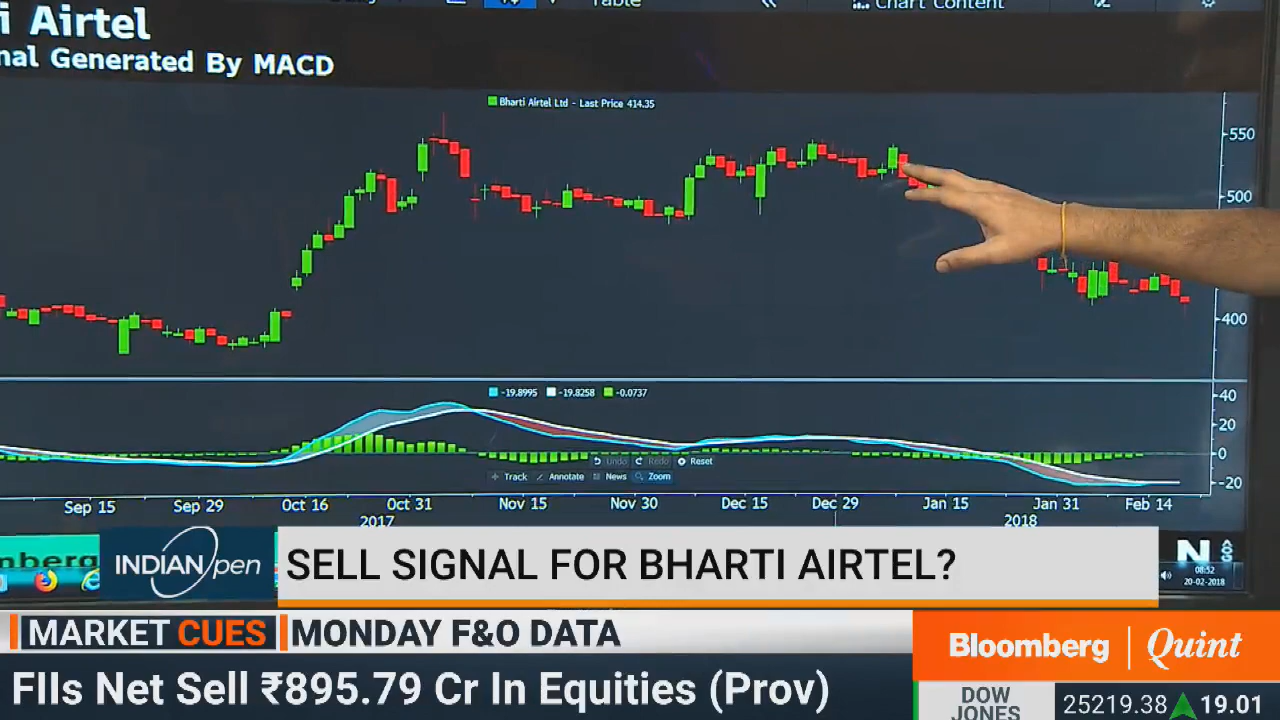 Table
Chart Content
i Airtel
nal Generated By MACD
Bharti Airtel Ltd - Last Price 414.35
550
500
400
-19.8995 -19.8258 -0.0737
40
20
0
-20
Undo Redo Reset
Track Annotate News Zoom
Sep 15 Sep 29 Oct 16 Oct 31 Nov 15 Nov 30 Dec 15 Dec 29 Jan 15 Jan 31 Feb 14
2017 2018
mberg
INDIAN Open
SELL SIGNAL FOR BHARTI AIRTEL?
N
08:52
20-02-2018
MARKET CUES MONDAY F&O DATA
FIIs Net Sell ₹895.79 Cr In Equities (Prov)
Bloomberg | Quint
DOW JONES
25219.38 19.01